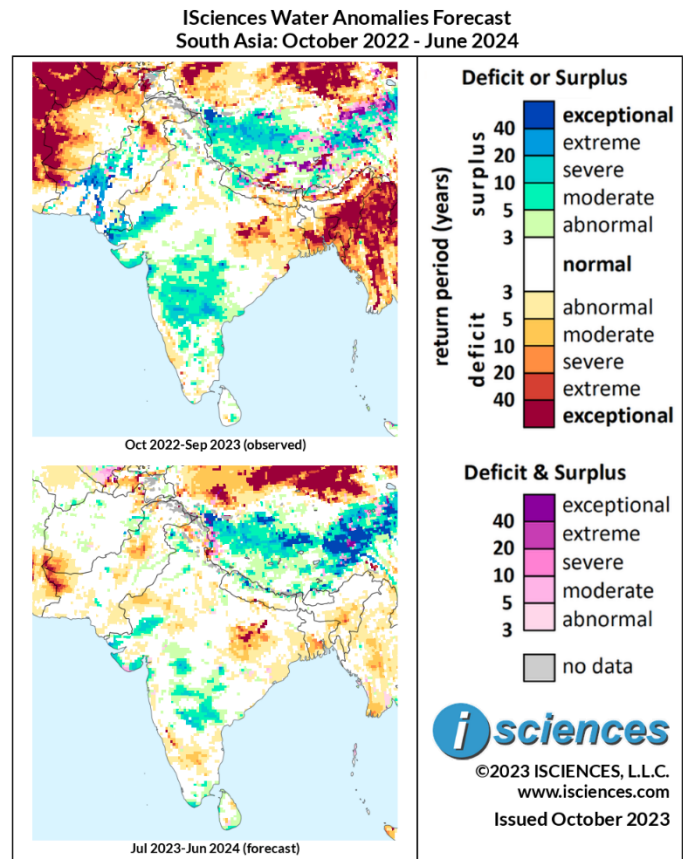 ISciences Water Anomalies Forecast
South Asia: October 2022 - June 2024
Oct 2022-Sep 2023 (observed)
Jul 2023-Jun 2024 (forecast)
Deficit or Surplus
return period (years)
surplus
deficit
exceptional
40
extreme
20
severe
10
moderate
5
abnormal
3
normal
3
abnormal
5
moderate
10
severe
20
extreme
40
exceptional
Deficit & Surplus
exceptional
40
extreme
20
severe
10
moderate
5
abnormal
3
no data
i sciences
©2023 ISCIENCES, L.L.C.
www.isciences.com
Issued October 2023